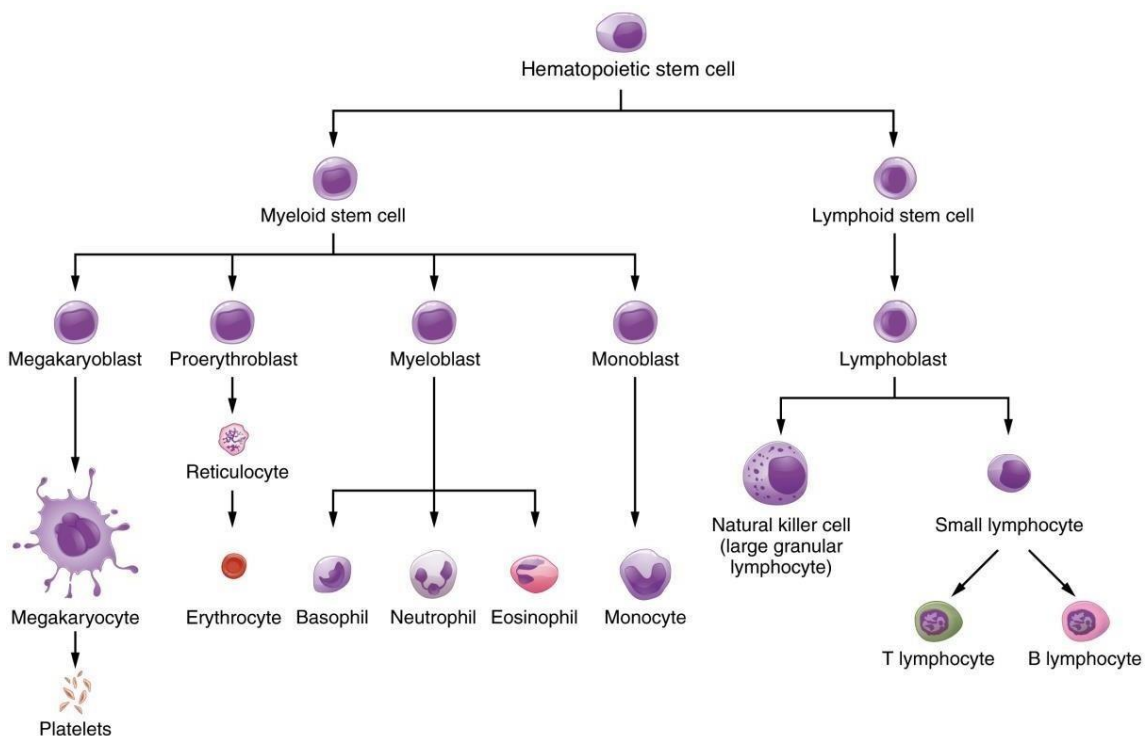 Hematopoietic stem cell
Myeloid stem cell
Lymphoid stem cell
Megakaryoblast
Proerythroblast
Myeloblast
Monoblast
Lymphoblast
Reticulocyte
Natural killer cell
(large granular
lymphocyte)
Small lymphocyte
Megakaryocyte
Erythrocyte
Basophil
Neutrophil
Eosinophil
Monocyte
T lymphocyte
B lymphocyte
Platelets